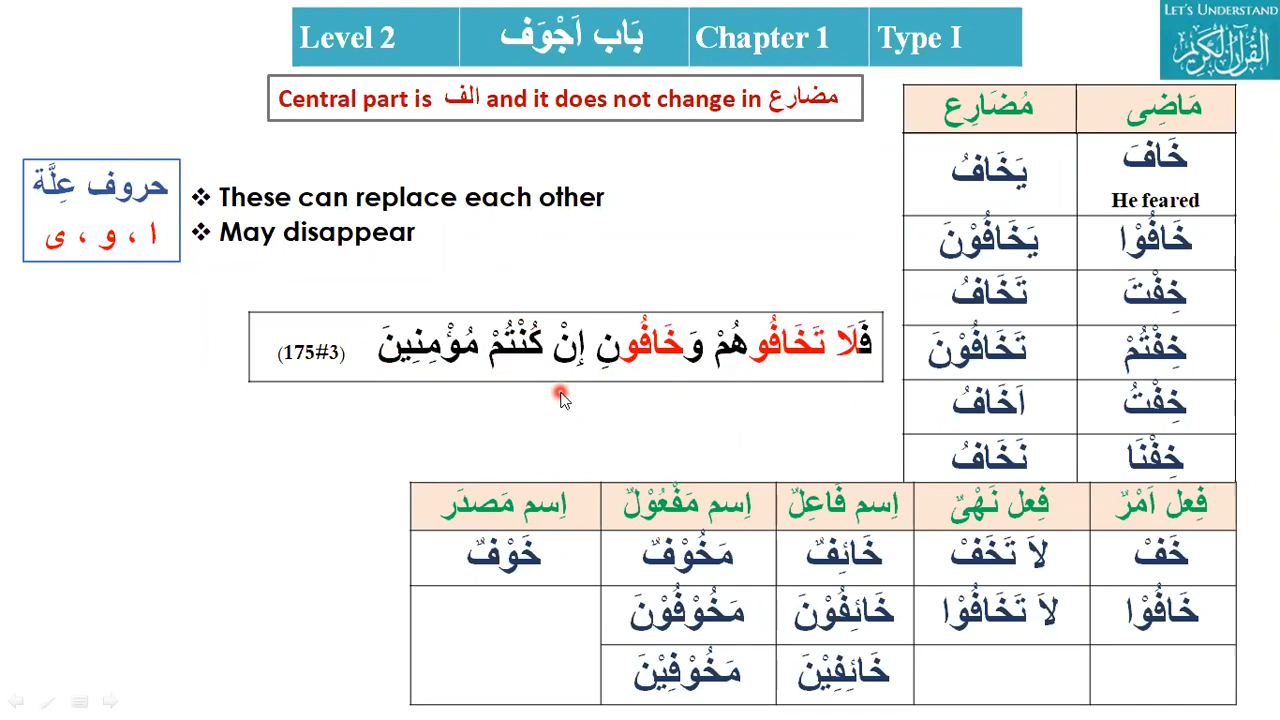 Level 2 بَاب اَجْوَف Chapter 1 Type I
LET'S UNDERSTAND
القرآن الكريم
Central part is الف and it does not change in مضارع
حروف عِلَّة
ا ، و ، ی
❖ These can replace each other
❖ May disappear
فَلَا تَخَافُوهُمْ وَخَافُونِ إِنْ كُنْتُمْ مُؤْمِنِينَ (175#3)
مَاضِی مُضَارِع
خَافَ يَخَافُ
He feared
خَافُوْا يَخَافُوْنَ
خِفْتَ تَخَافُ
خِفْتُمْ تَخَافُوْنَ
خِفْتُ اَخَافُ
خِفْنَا نَخَافُ
فِعْل اَمْرٌ فِعْل نَهْیٌ اِسم فَاعِلٌ اِسم مَفْعُوْلٌ اِسم مَصدَر
خَفْ لاَ تَخَفْ خَائِفٌ مَخُوْفٌ خَوْفٌ
خَافُوْا لاَ تَخَافُوْا خَائِفُوْنَ مَخُوْفُوْنَ
خَائِفِيْنَ مَخُوْفِيْنَ